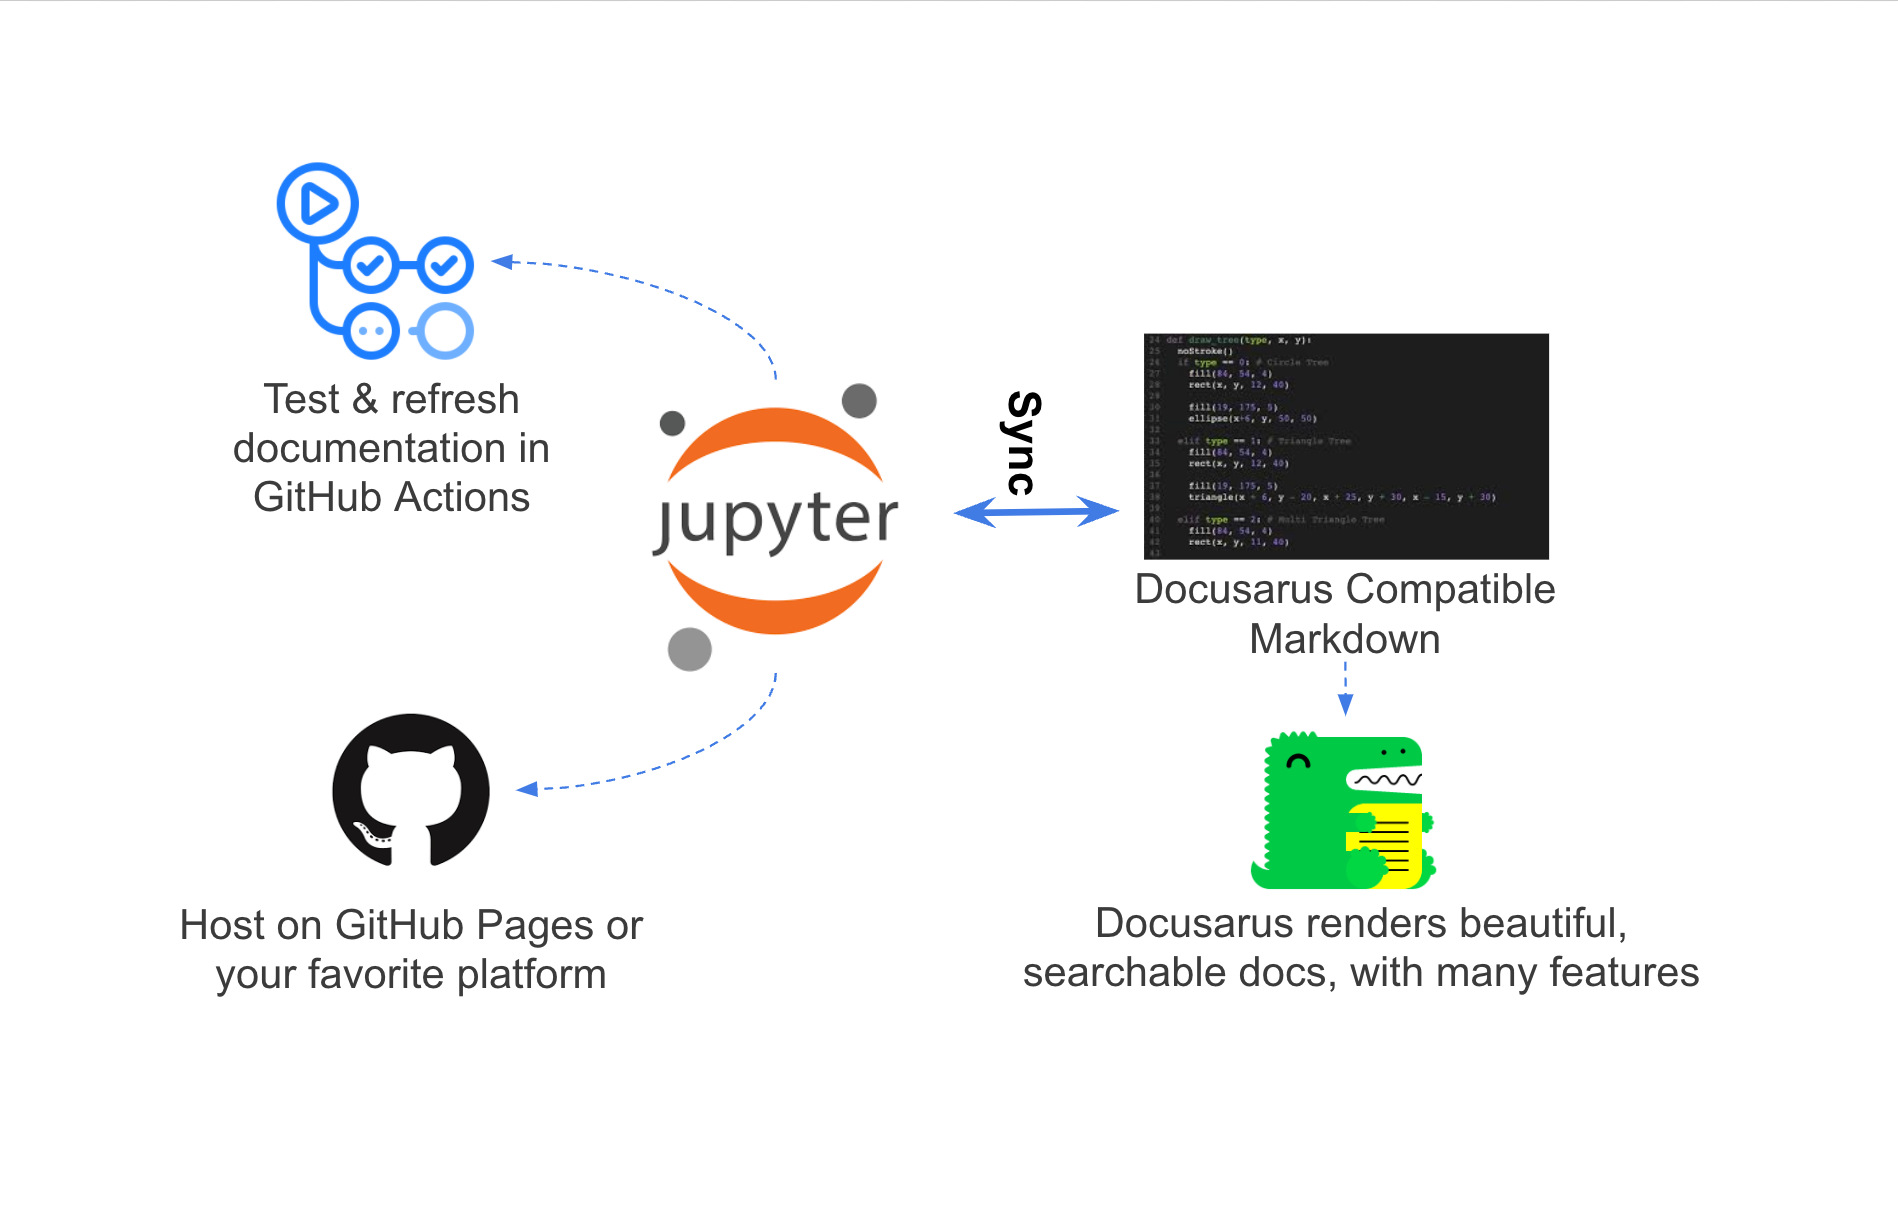 Test & refresh
documentation in
GitHub Actions
jupyter
Sync
24 def draw_tree(type, x, y):
25 noStroke()
26 if type == 0: # Circle Tree
27 fill(84, 54, 4)
28 rect(x, y, 12, 40)
30 fill(19, 175, 5)
31 ellipse(x+6, y, 50, 50)
32
33 elif type == 1: # Triangle Tree
34 fill(84, 54, 4)
35 rect(x, y, 12, 40)
36
37 fill(19, 175, 5)
38 triangle(x + 6, y - 20, x + 25, y + 30, x - 15, y + 30)
39
40 elif type == 2: # Multi Triangle Tree
41 fill(84, 54, 4)
42 rect(x, y, 11, 40)
43
Docusarus Compatible
Markdown
Host on GitHub Pages or
your favorite platform
Docusarus renders beautiful,
searchable docs, with many features